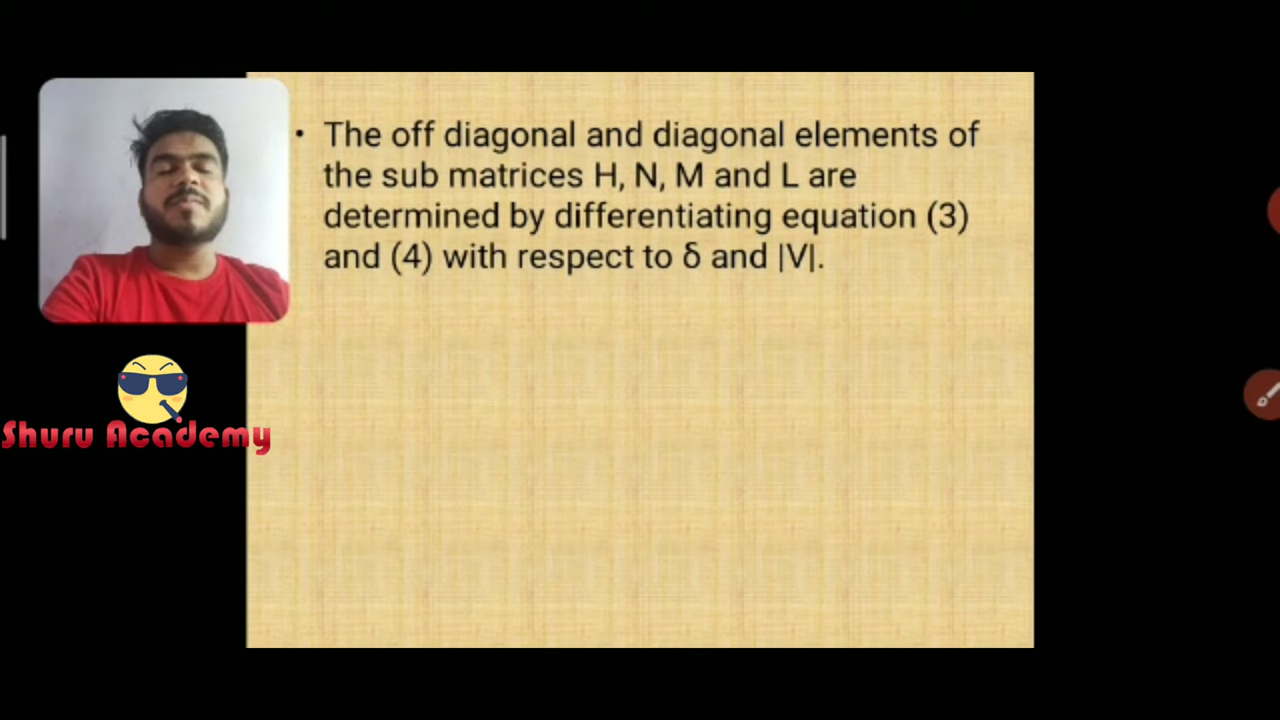 • The off diagonal and diagonal elements of
the sub matrices H, N, M and L are
determined by differentiating equation (3)
and (4) with respect to δ and |V|.
Shuru Academy